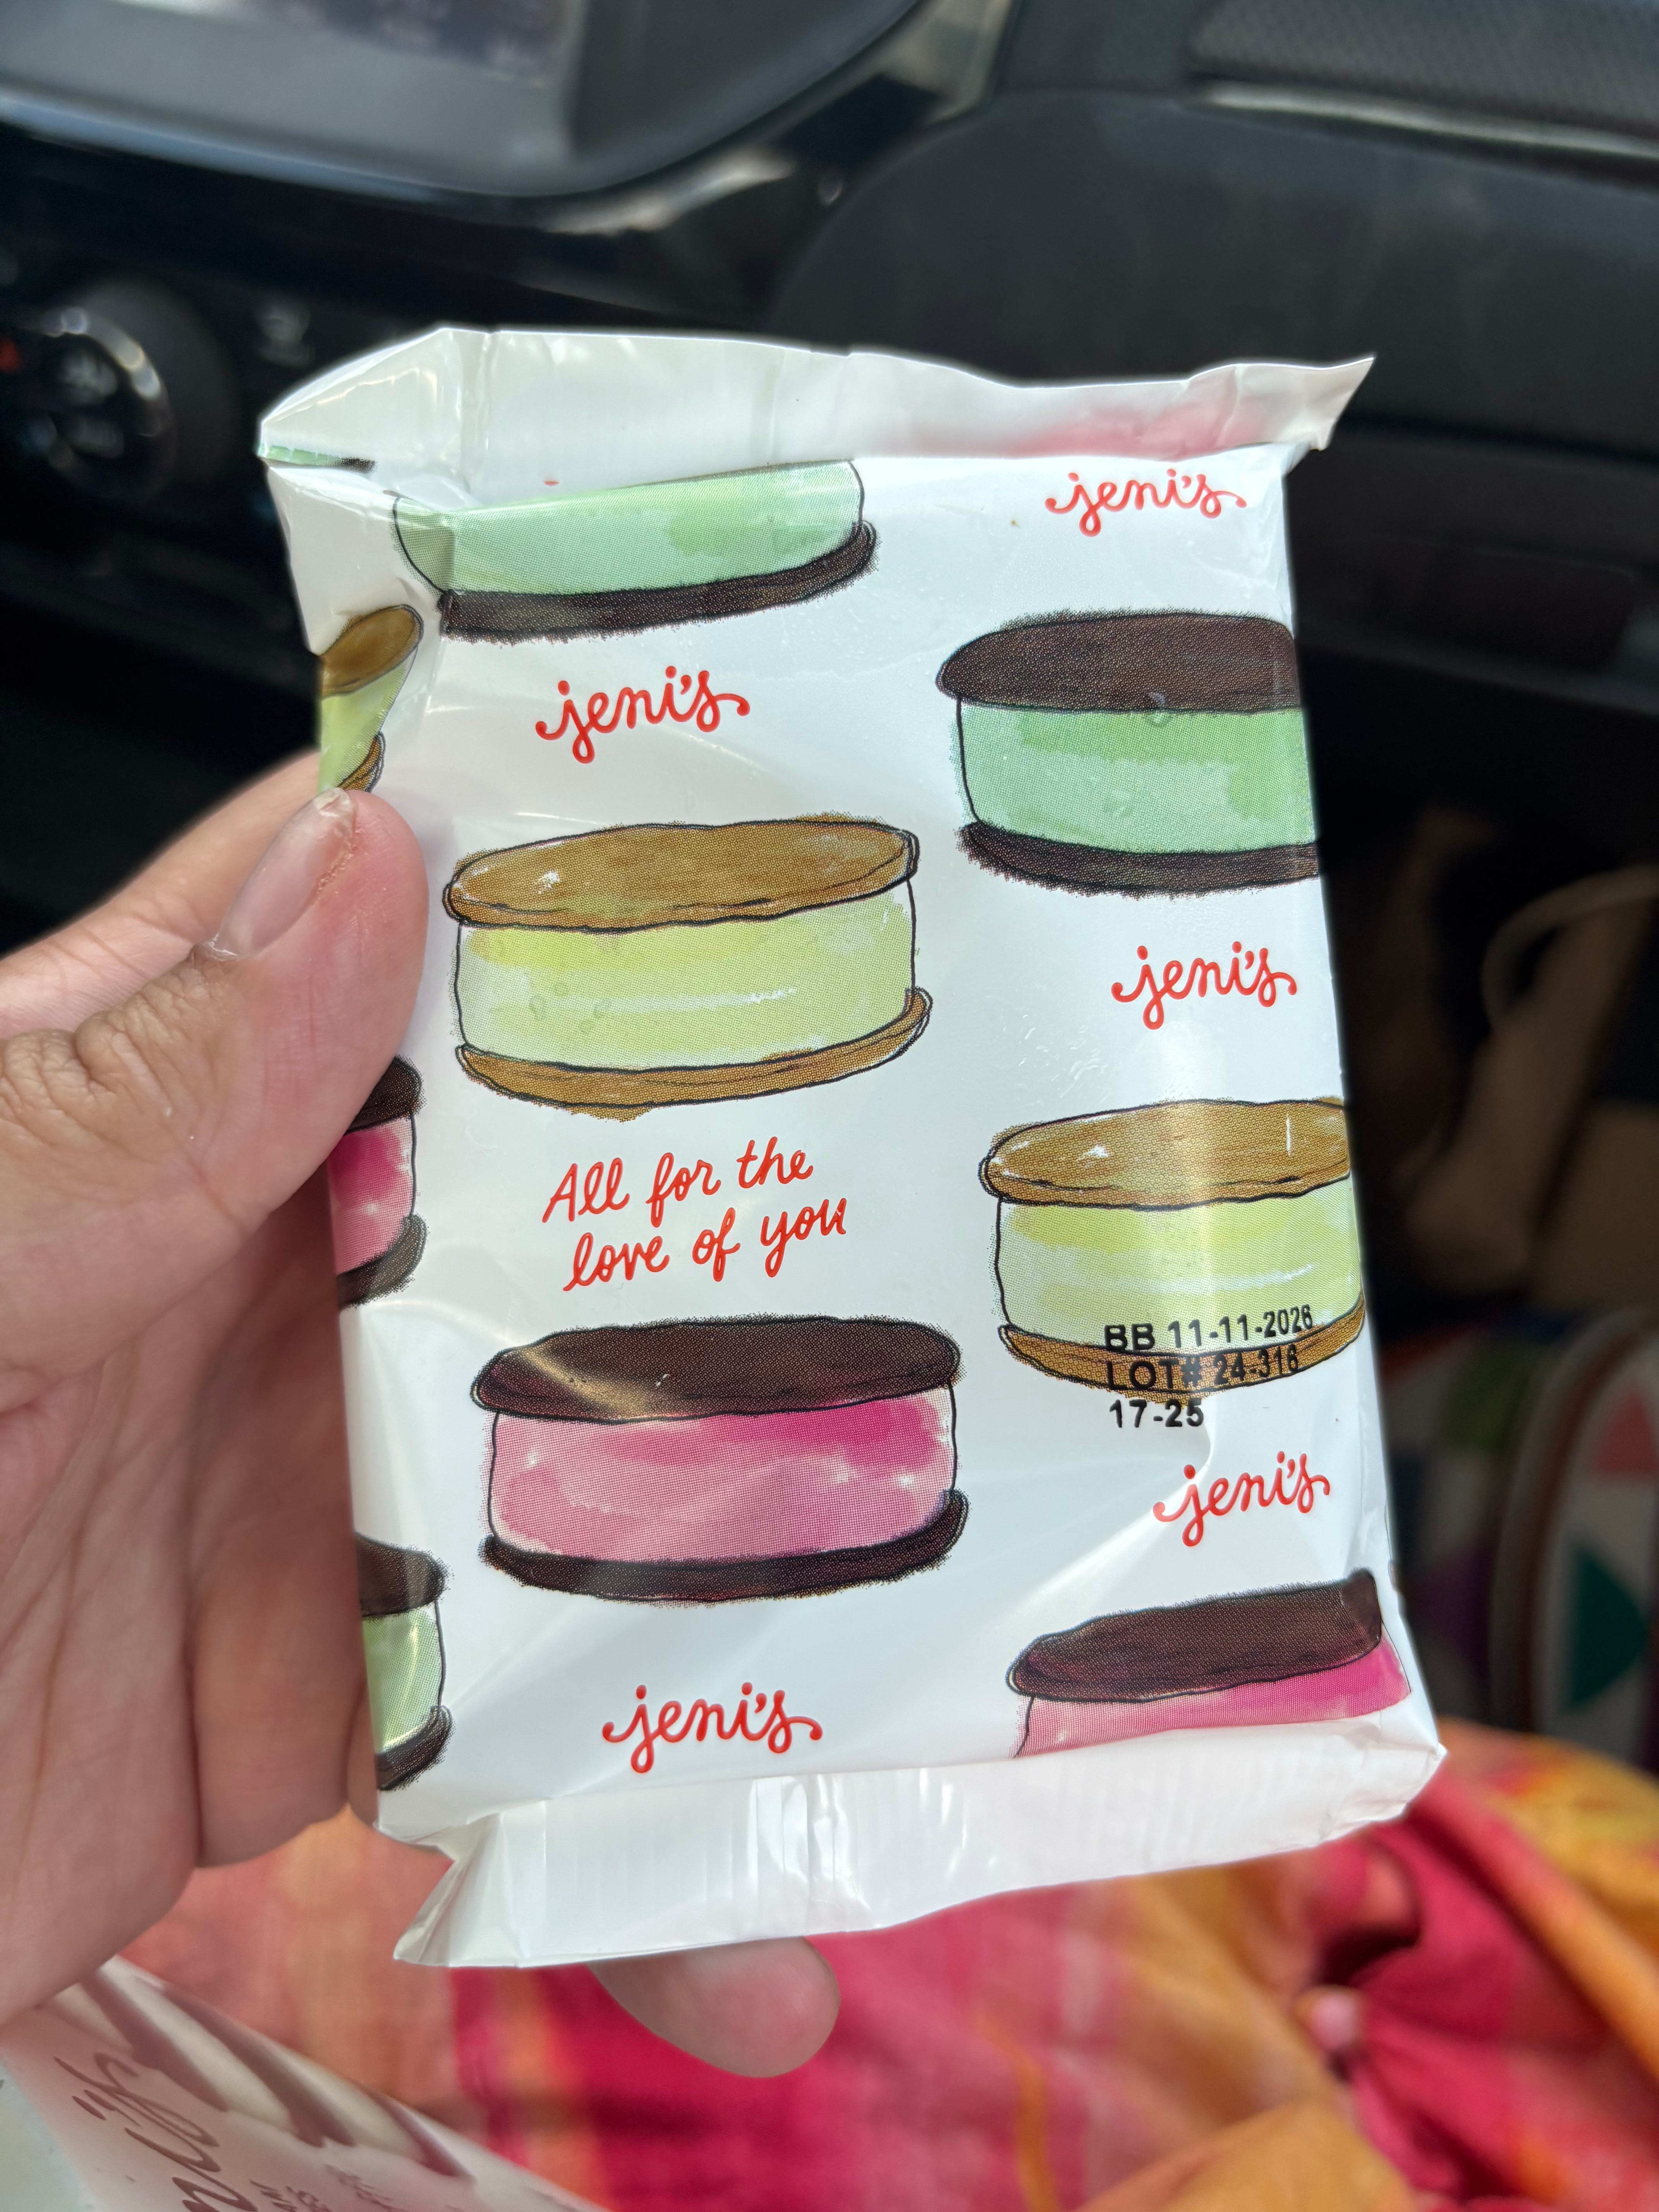 jeni's
jeni's
jeni's
All for the
love of you
BB 11-11-2026
LOT# 24-316
17-25
jeni's
jeni's